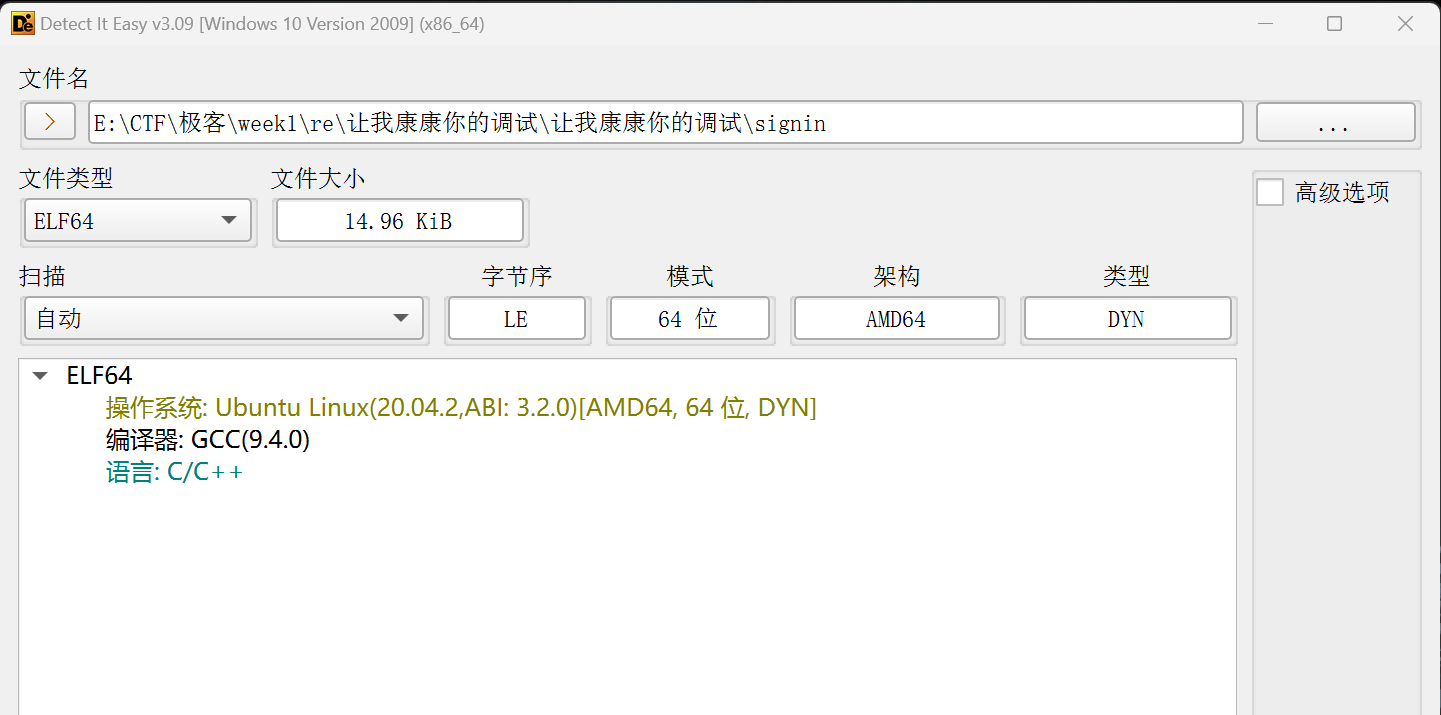 Detect It Easy v3.09 [Windows 10 Version 2009] (x86_64)
文件名
E:\CTF\极客\week1\re\让我康康你的调试\让我康康你的调试\signin
...
文件类型
文件大小
ELF64
14.96 KiB
高级选项
扫描
字节序
模式
架构
类型
自动
LE
64 位
AMD64
DYN
ELF64
操作系统: Ubuntu Linux(20.04.2,ABI: 3.2.0)[AMD64, 64 位, DYN]
编译器: GCC(9.4.0)
语言: C/C++